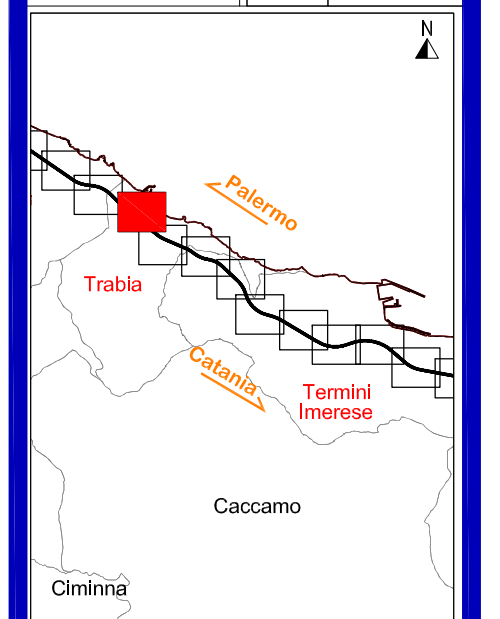 N
Palermo
Trabia
Catania
Termini
Imerese
Caccamo
Ciminna